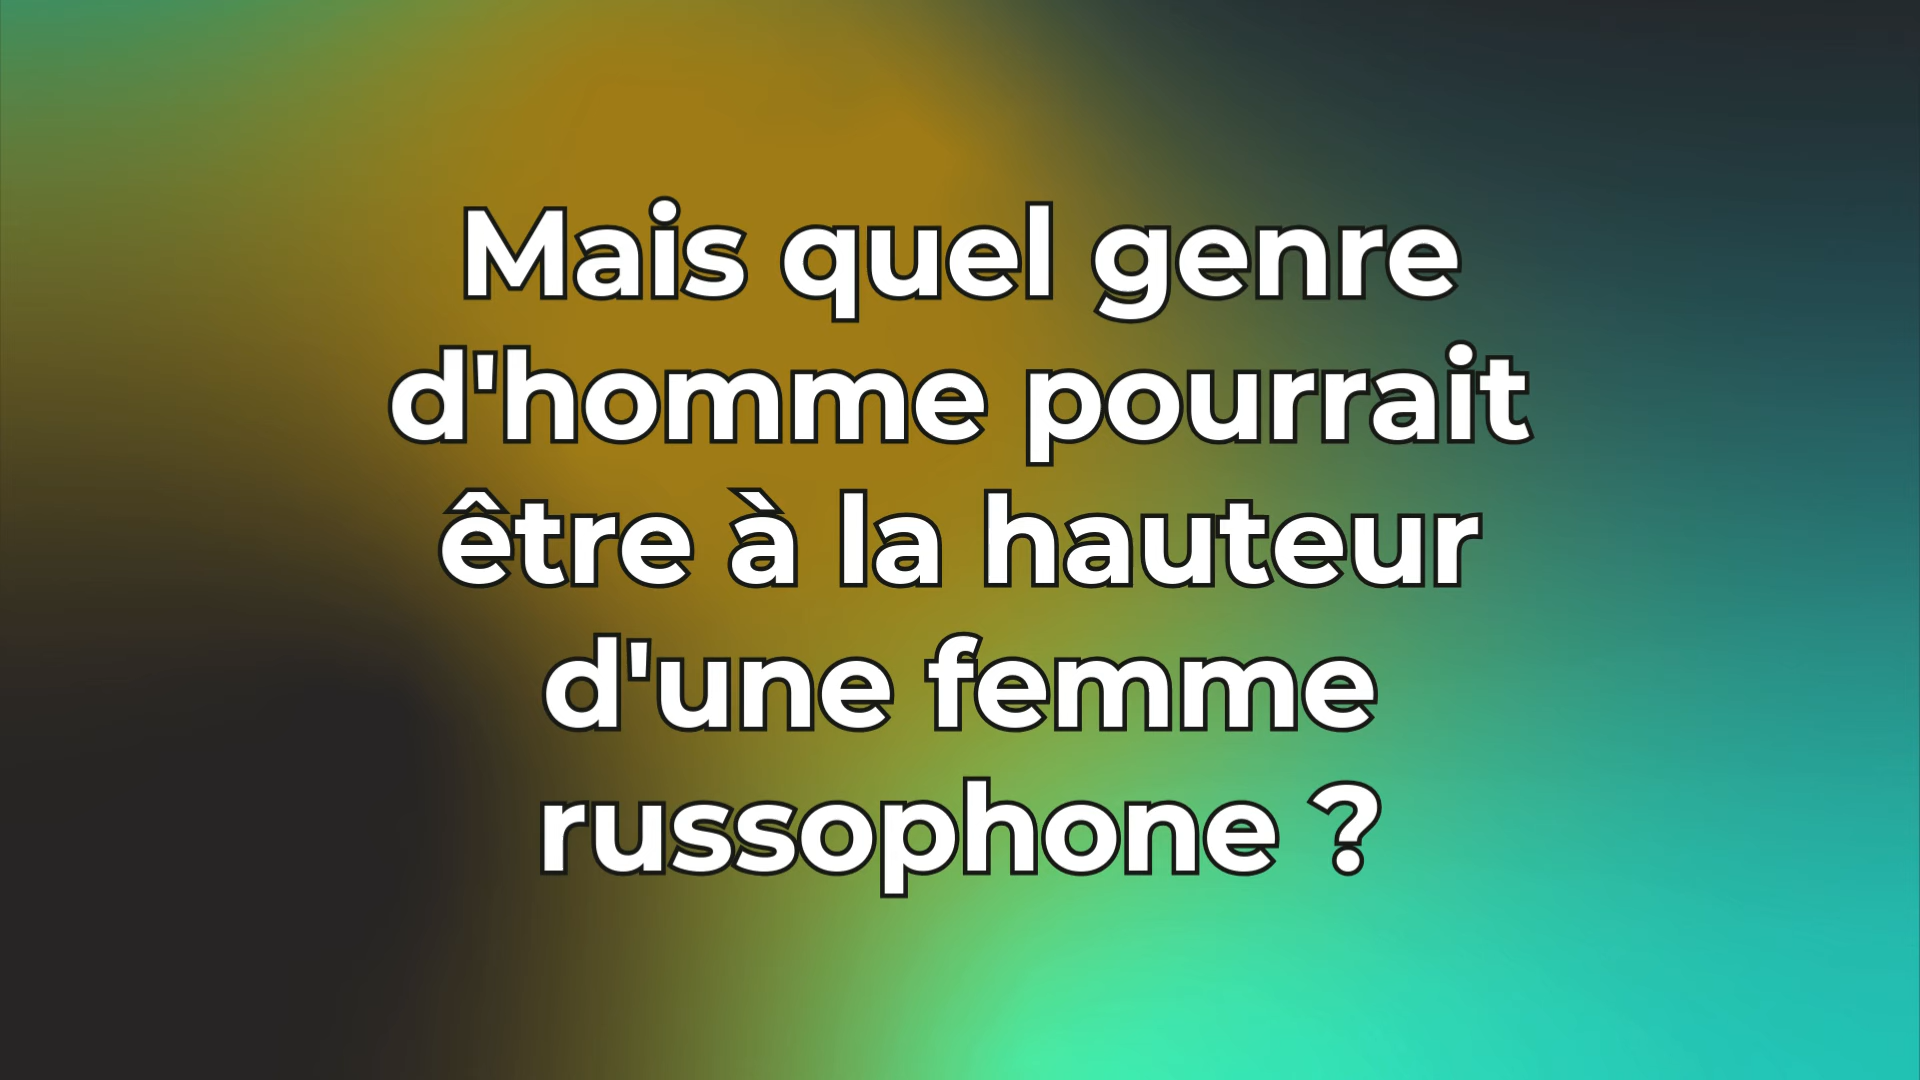 Mais quel genre
d'homme pourrait
être à la hauteur
d'une femme
russophone ?